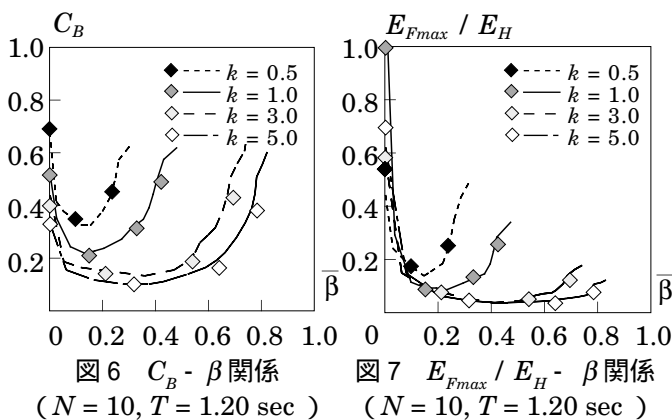 C_B
1.0
0.8
0.6
0.4
0.2
0 0.2 0.4 0.6 0.8 1.0
β̅
k = 0.5
k = 1.0
k = 3.0
k = 5.0
図6 C_B - β関係
(N = 10, T = 1.20 sec)
E_Fmax / E_H
1.0
0.8
0.6
0.4
0.2
0 0.2 0.4 0.6 0.8 1.0
β̅
k = 0.5
k = 1.0
k = 3.0
k = 5.0
図7 E_Fmax / E_H - β関係
(N = 10, T = 1.20 sec)